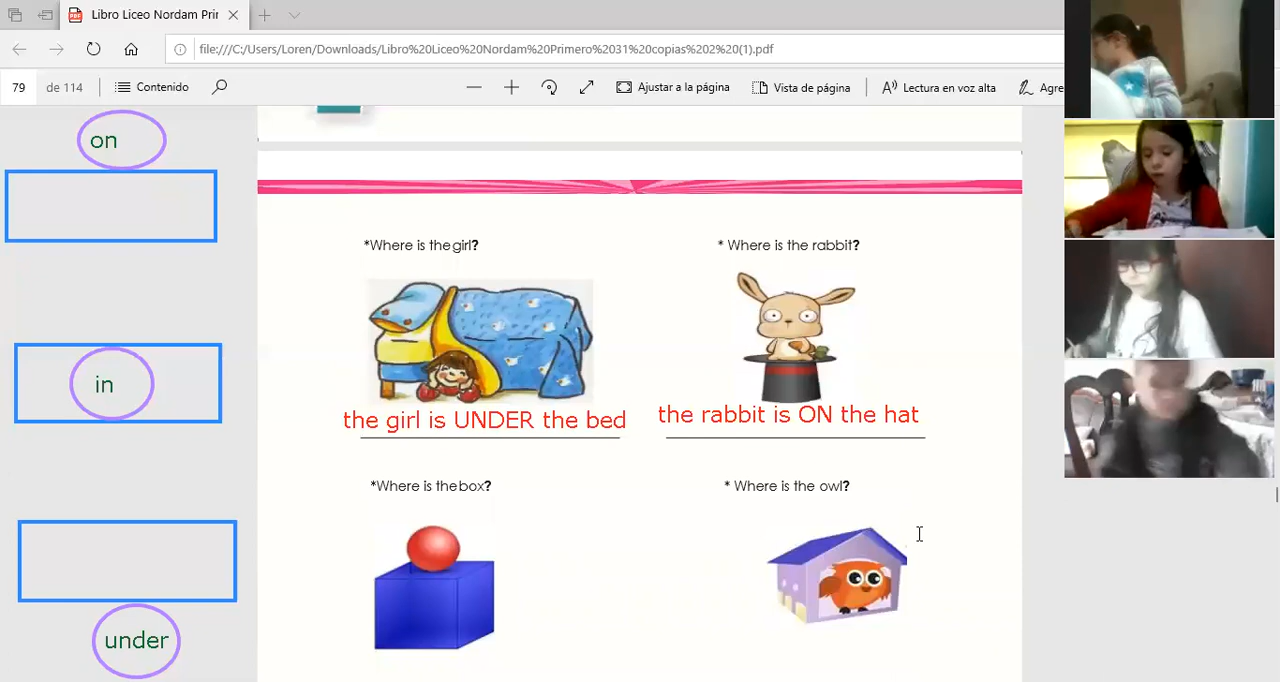 Libro Liceo Nordam Prir
file:///C:/Users/Loren/Downloads/Libro%20Liceo%20Nordam%20Primero%2031%20copias%202%20(1).pdf
79 de 114 Contenido Ajustar a la página Vista de página Lectura en voz alta Agre
on
in
under
*Where is the girl?
* Where is the rabbit?
the girl is UNDER the bed
the rabbit is ON the hat
*Where is the box?
* Where is the owl?